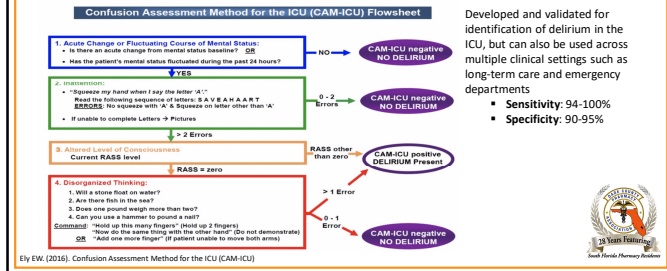 Confusion Assessment Method for the ICU (CAM-ICU) Flowsheet
1. Acute Change or Fluctuating Course of Mental Status:
• Is there an acute change from mental status baseline? OR
• Has the patient's mental status fluctuated during the past 24 hours?
NO
CAM-ICU negative
NO DELIRIUM
YES
2. Inattention:
• "Squeeze my hand when I say the letter 'A'."
Read the following sequence of letters: S A V E A H A A R T
ERRORS: No squeeze with 'A' & Squeeze on letter other than 'A'
• If unable to complete Letters → Pictures
0 - 2
Errors
CAM-ICU negative
NO DELIRIUM
> 2 Errors
3. Altered Level of Consciousness
Current RASS level
RASS other
than zero
CAM-ICU positive
DELIRIUM Present
RASS = zero
4. Disorganized Thinking:
1. Will a stone float on water?
2. Are there fish in the sea?
3. Does one pound weigh more than two?
4. Can you use a hammer to pound a nail?
Command: "Hold up this many fingers" (Hold up 2 fingers)
"Now do the same thing with the other hand" (Do not demonstrate)
OR "Add one more finger" (If patient unable to move both arms)
> 1 Error
0 - 1
Error
CAM-ICU negative
NO DELIRIUM
Ely EW. (2016). Confusion Assessment Method for the ICU (CAM-ICU)
Developed and validated for
identification of delirium in the
ICU, but can also be used across
multiple clinical settings such as
long-term care and emergency
departments
▪ Sensitivity: 94-100%
▪ Specificity: 90-95%
DADE COUNTY
PHARMACY
ASSOCIATION
28 Years Featuring
South Florida Pharmacy Residents